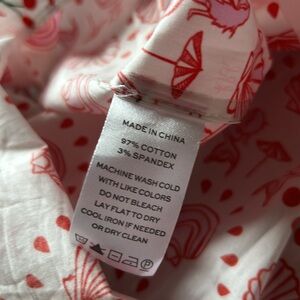 MADE IN CHINA
97% COTTON
3% SPANDEX
MACHINE WASH COLD
WITH LIKE COLORS
DO NOT BLEACH
LAY FLAT TO DRY
COOL IRON IF NEEDED
OR DRY CLEAN
P